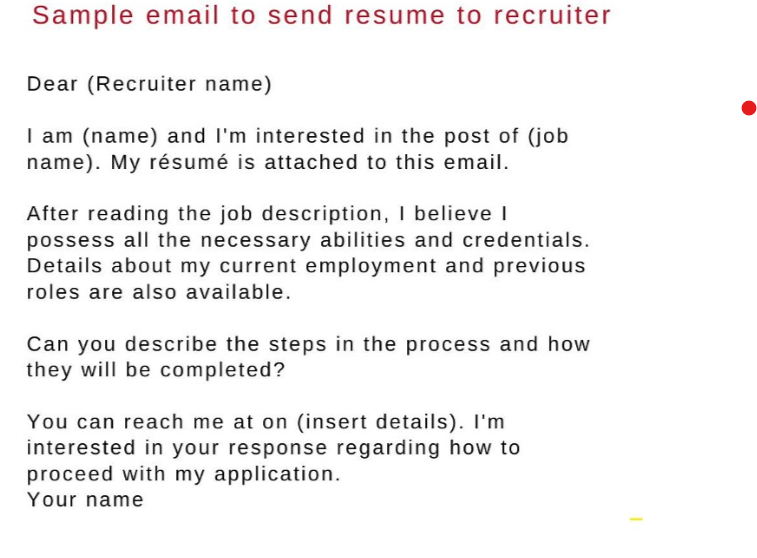 Sample email to send resume to recruiter
Dear (Recruiter name)
I am (name) and I'm interested in the post of (job
name). My résumé is attached to this email.
After reading the job description, I believe I
possess all the necessary abilities and credentials.
Details about my current employment and previous
roles are also available.
Can you describe the steps in the process and how
they will be completed?
You can reach me at on (insert details). I'm
interested in your response regarding how to
proceed with my application.
Your name